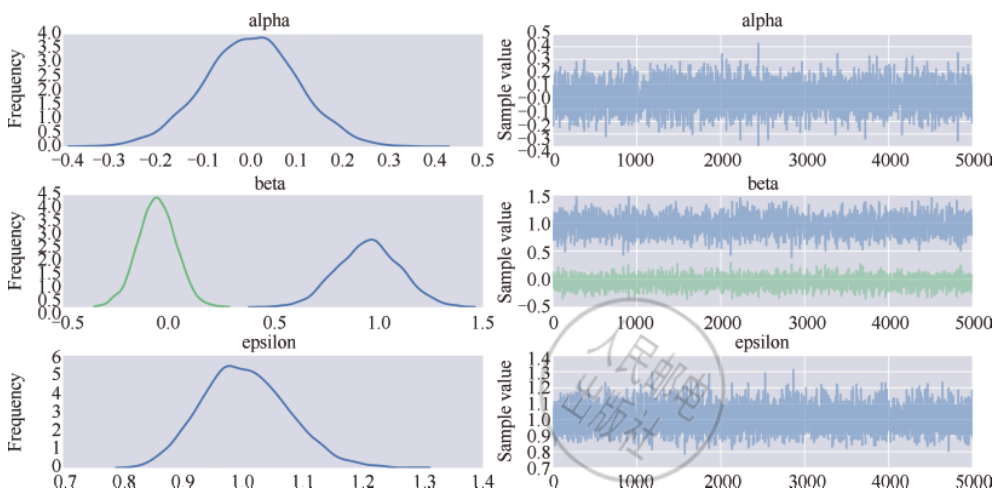 alpha
4.0
3.5
3.0
2.5
2.0
1.5
1.0
0.5
0.0
Frequency
−0.4 −0.3 −0.2 −0.1 0.0 0.1 0.2 0.3 0.4 0.5
alpha
0.5
0.4
0.3
0.2
0.1
−0.0
−0.1
−0.2
−0.3
−0.4
Sample value
0 1000 2000 3000 4000 5000
beta
4.5
4.0
3.5
3.0
2.5
2.0
1.5
1.0
0.5
0.0
Frequency
−0.5 0.0 0.5 1.0 1.5
beta
1.5
1.0
0.5
0.0
−0.5
Sample value
0 1000 2000 3000 4000 5000
epsilon
6
5
4
3
2
1
0
Frequency
0.7 0.8 0.9 1.0 1.1 1.2 1.3 1.4
epsilon
1.4
1.3
1.2
1.1
1.0
0.9
0.8
0.7
Sample value
0 1000 2000 3000 4000 5000
人民邮电
出版社